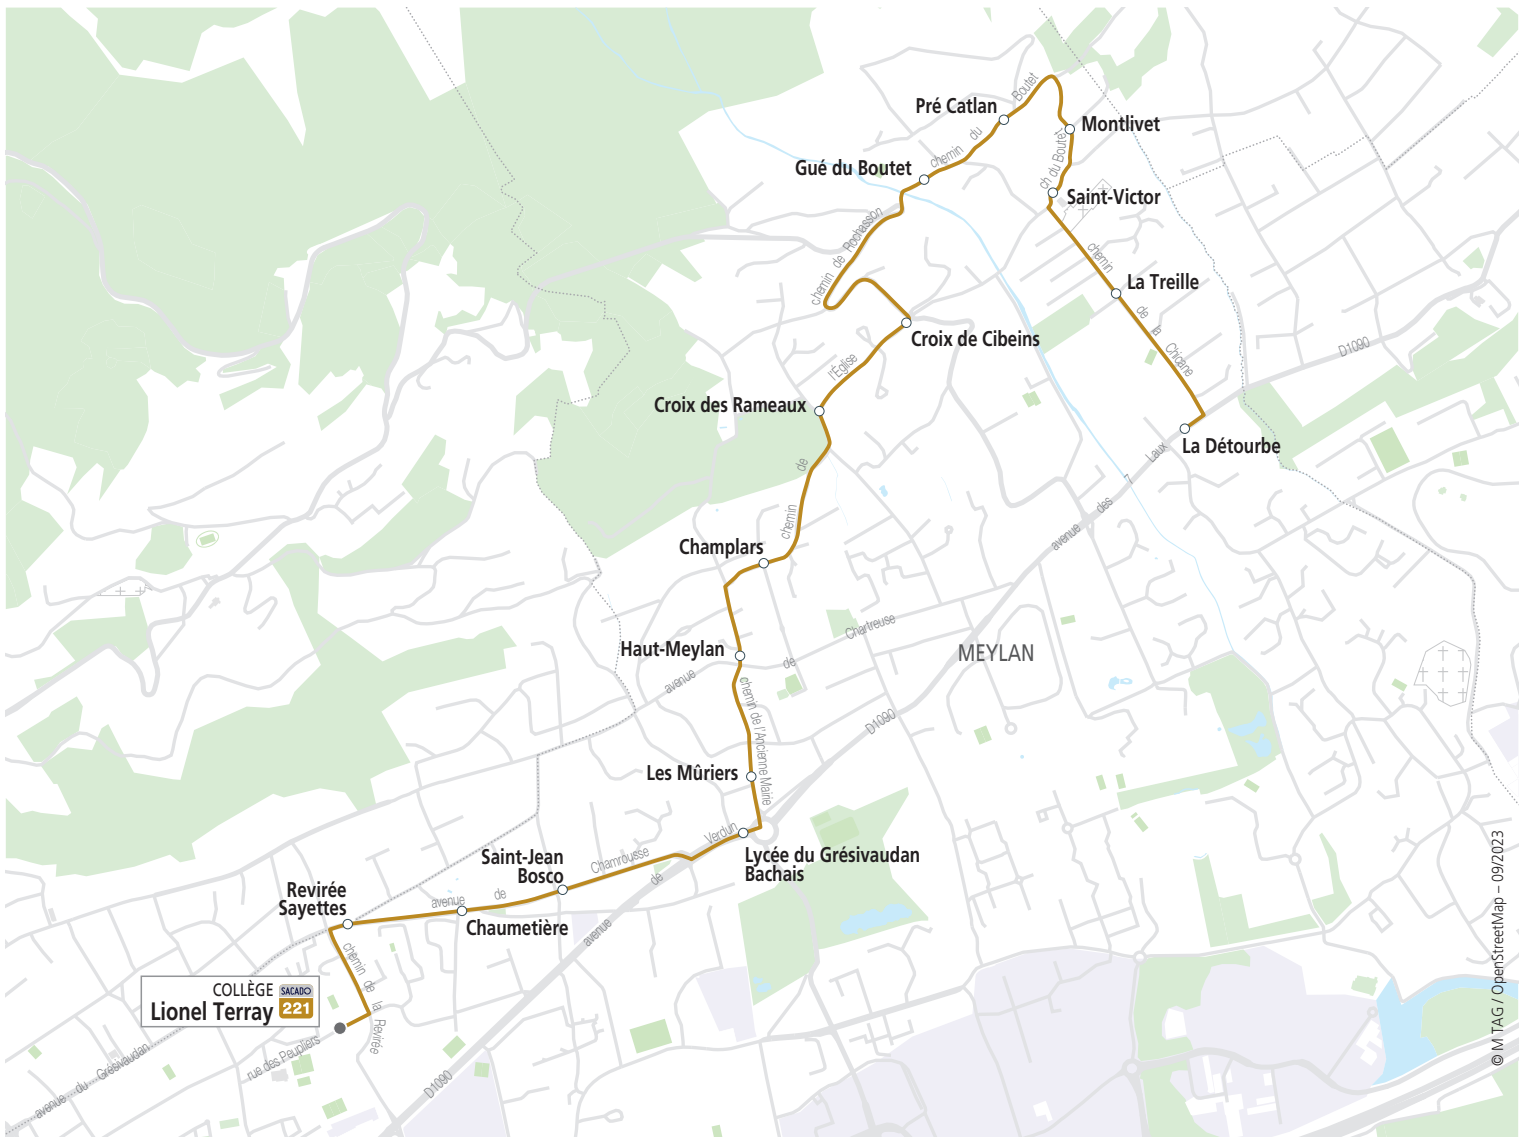 Boutet
Pré Catlan
du
Montlivet
chemin
ch du Boutet
Gué du Boutet
Saint-Victor
chemin de Rochasson
chemin
La Treille
de la
Chicane
Croix de Cibeins
D1090
l'Église
Croix des Rameaux
La Détourbe
Laux
7
de
des
avenue
chemin
Champlars
Chartreuse
Haut-Meylan
de
MEYLAN
avenue
chemin de l'Ancienne Mairie
D1090
Les Mûriers
Verdun
Lycée du Grésivaudan
Bachais
Chamrousse
de
Saint-Jean
Bosco
de
avenue
Revirée
Sayettes
Chaumetière
avenue
chemin de la Revirée
COLLÈGE
Lionel Terray
SACADO
221
rue des Peupliers
avenue du Grésivaudan
D1090
© M TAG / OpenStreetMap – 09/2023